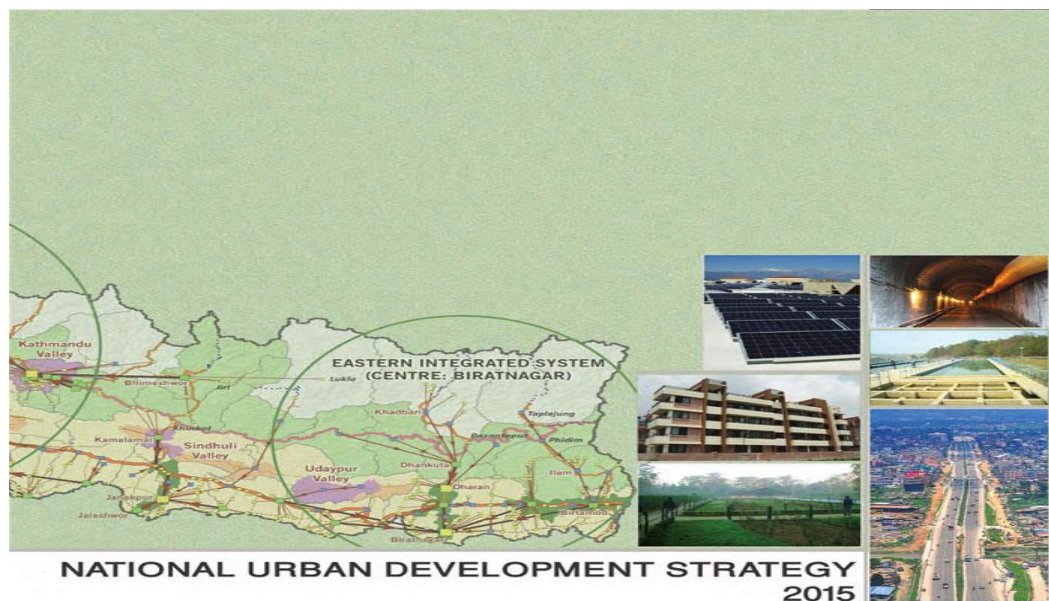 Kathmandu
Valley
Bhimeshwor
Jiri
Lukla
EASTERN INTEGRATED SYSTEM
(CENTRE: BIRATNAGAR)
Khadbari
Taplejung
Kamalamai
Khurkot
Sindhuli
Valley
Basantapur
Phidim
Udaypur
Valley
Dhankuta
Ilam
Dharan
Janakpur
Jaleshwor
Birtamod
Biratnagar
NATIONAL URBAN DEVELOPMENT STRATEGY
2015